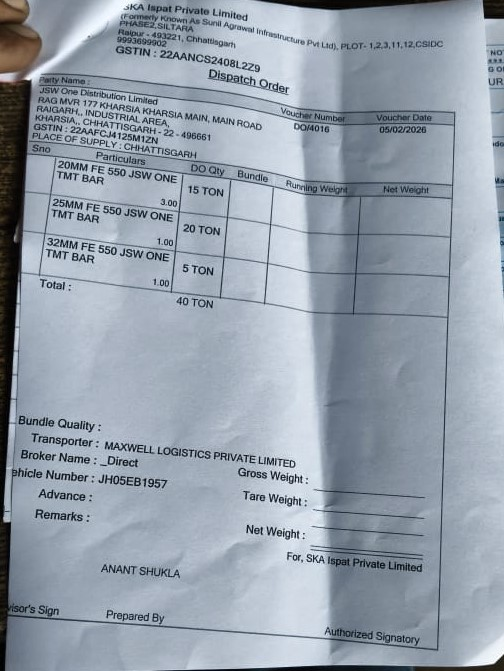 SKA Ispat Private Limited
(Formerly Known As Sunil Agrawal Infrastructure Pvt Ltd), PLOT- 1,2,3,11,12,CSIDC
PHASE2,SILTARA
Raipur - 493221, Chhattisgarh
9993699902
GSTIN : 22AANCS2408L2Z9
Dispatch Order
Party Name :
JSW One Distribution Limited
RAG MVR 177 KHARSIA KHARSIA MAIN, MAIN ROAD
RAIGARH,, INDUSTRIAL AREA,
KHARSIA,, CHHATTISGARH - 22 - 496661
GSTIN : 22AAFCJ4125M1ZN
PLACE OF SUPPLY : CHHATTISGARH
Voucher Number Voucher Date
DO/4016 05/02/2026
Sno Particulars DO Qty Bundle Running Weight Net Weight
20MM FE 550 JSW ONE
TMT BAR
3.00 15 TON
25MM FE 550 JSW ONE
TMT BAR
1.00 20 TON
32MM FE 550 JSW ONE
TMT BAR
1.00 5 TON
Total : 40 TON
Bundle Quality :
Transporter : MAXWELL LOGISTICS PRIVATE LIMITED
Broker Name : _Direct
ehicle Number : JH05EB1957
Advance :
Remarks :
Gross Weight :
Tare Weight :
Net Weight :
For, SKA Ispat Private Limited
ANANT SHUKLA
visor's Sign Prepared By Authorized Signatory